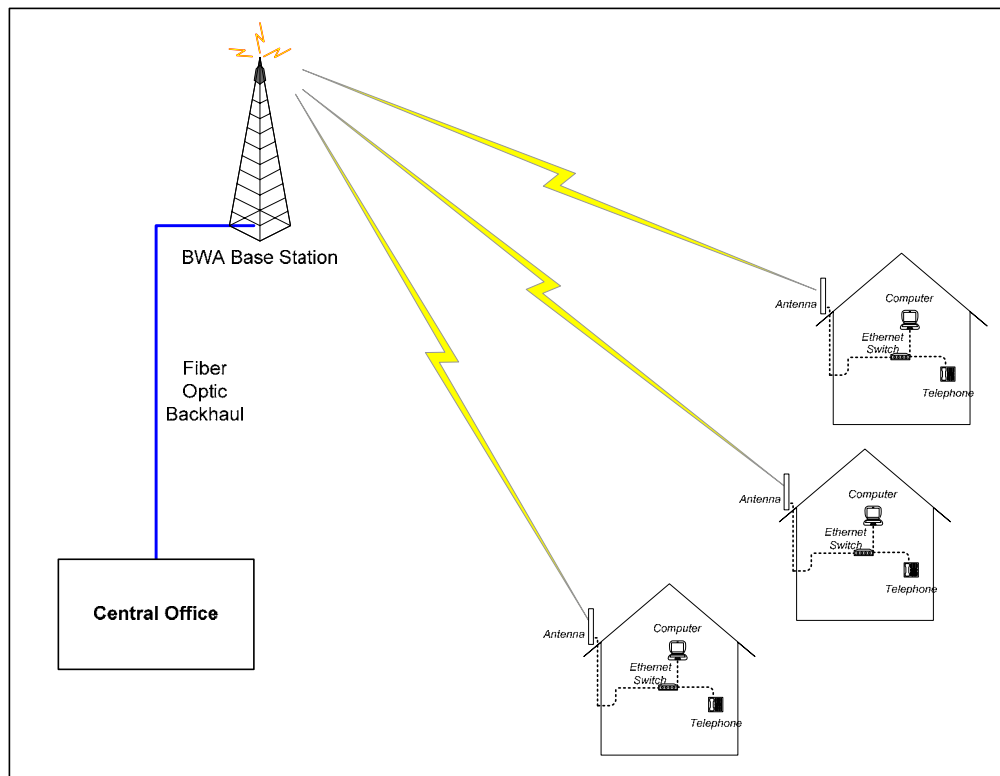 BWA Base Station
Fiber
Optic
Backhaul
Central Office
Antenna
Computer
Ethernet
Switch
Telephone
Antenna
Computer
Ethernet
Switch
Telephone
Antenna
Computer
Ethernet
Switch
Telephone